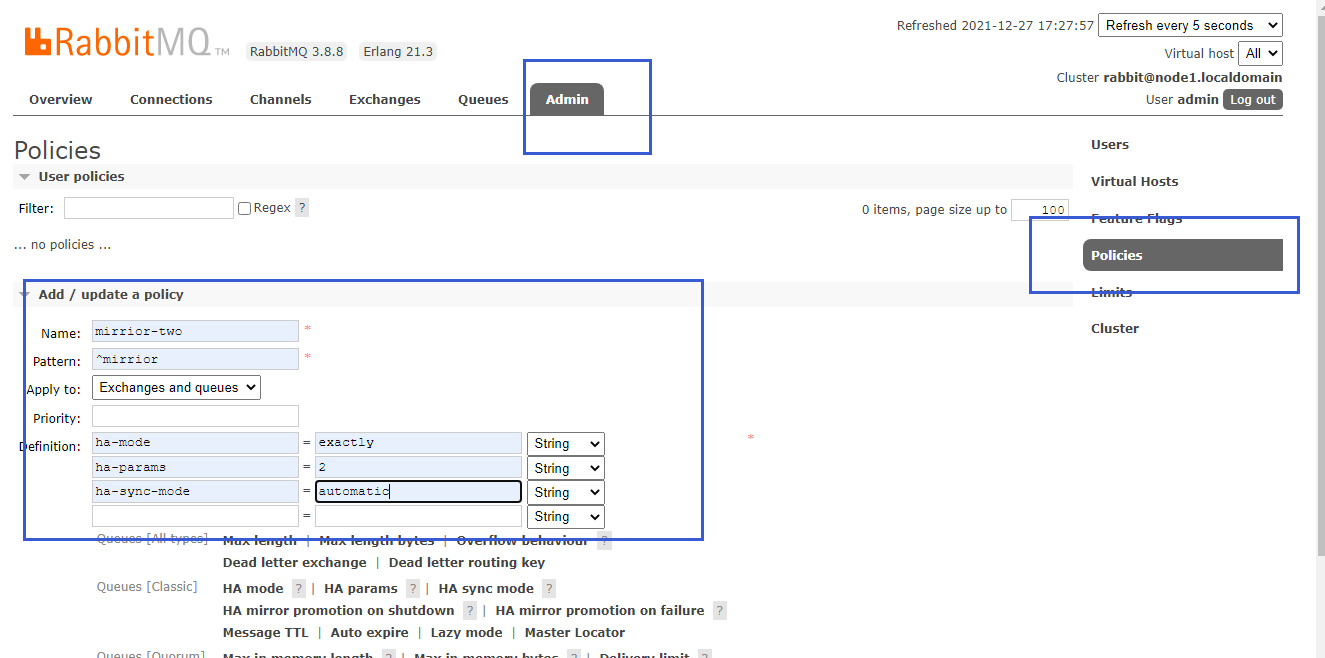 Refreshed 2021-12-27 17:27:57 Refresh every 5 seconds
RabbitMQ TM RabbitMQ 3.8.8 Erlang 21.3
Virtual host All
Cluster rabbit@node1.localdomain
User admin Log out
Overview Connections Channels Exchanges Queues Admin
Policies
User policies
Filter: Regex ? 0 items, page size up to 100
... no policies ...
Add / update a policy
Name: mirrior-two *
Pattern: ^mirrior *
Apply to: Exchanges and queues
Priority:
Definition: ha-mode = exactly String *
ha-params = 2 String
ha-sync-mode = automatic String
= String
Queues [All types] Max length | Max length bytes | Overflow behaviour ?
Dead letter exchange | Dead letter routing key
Queues [Classic] HA mode ? | HA params ? | HA sync mode ?
HA mirror promotion on shutdown ? | HA mirror promotion on failure ?
Message TTL | Auto expire | Lazy mode | Master Locator
Queues [Quorum] Max in memory length ? | Max in memory bytes ? | Delivery limit ?
Users
Virtual Hosts
Feature Flags
Policies
Limits
Cluster